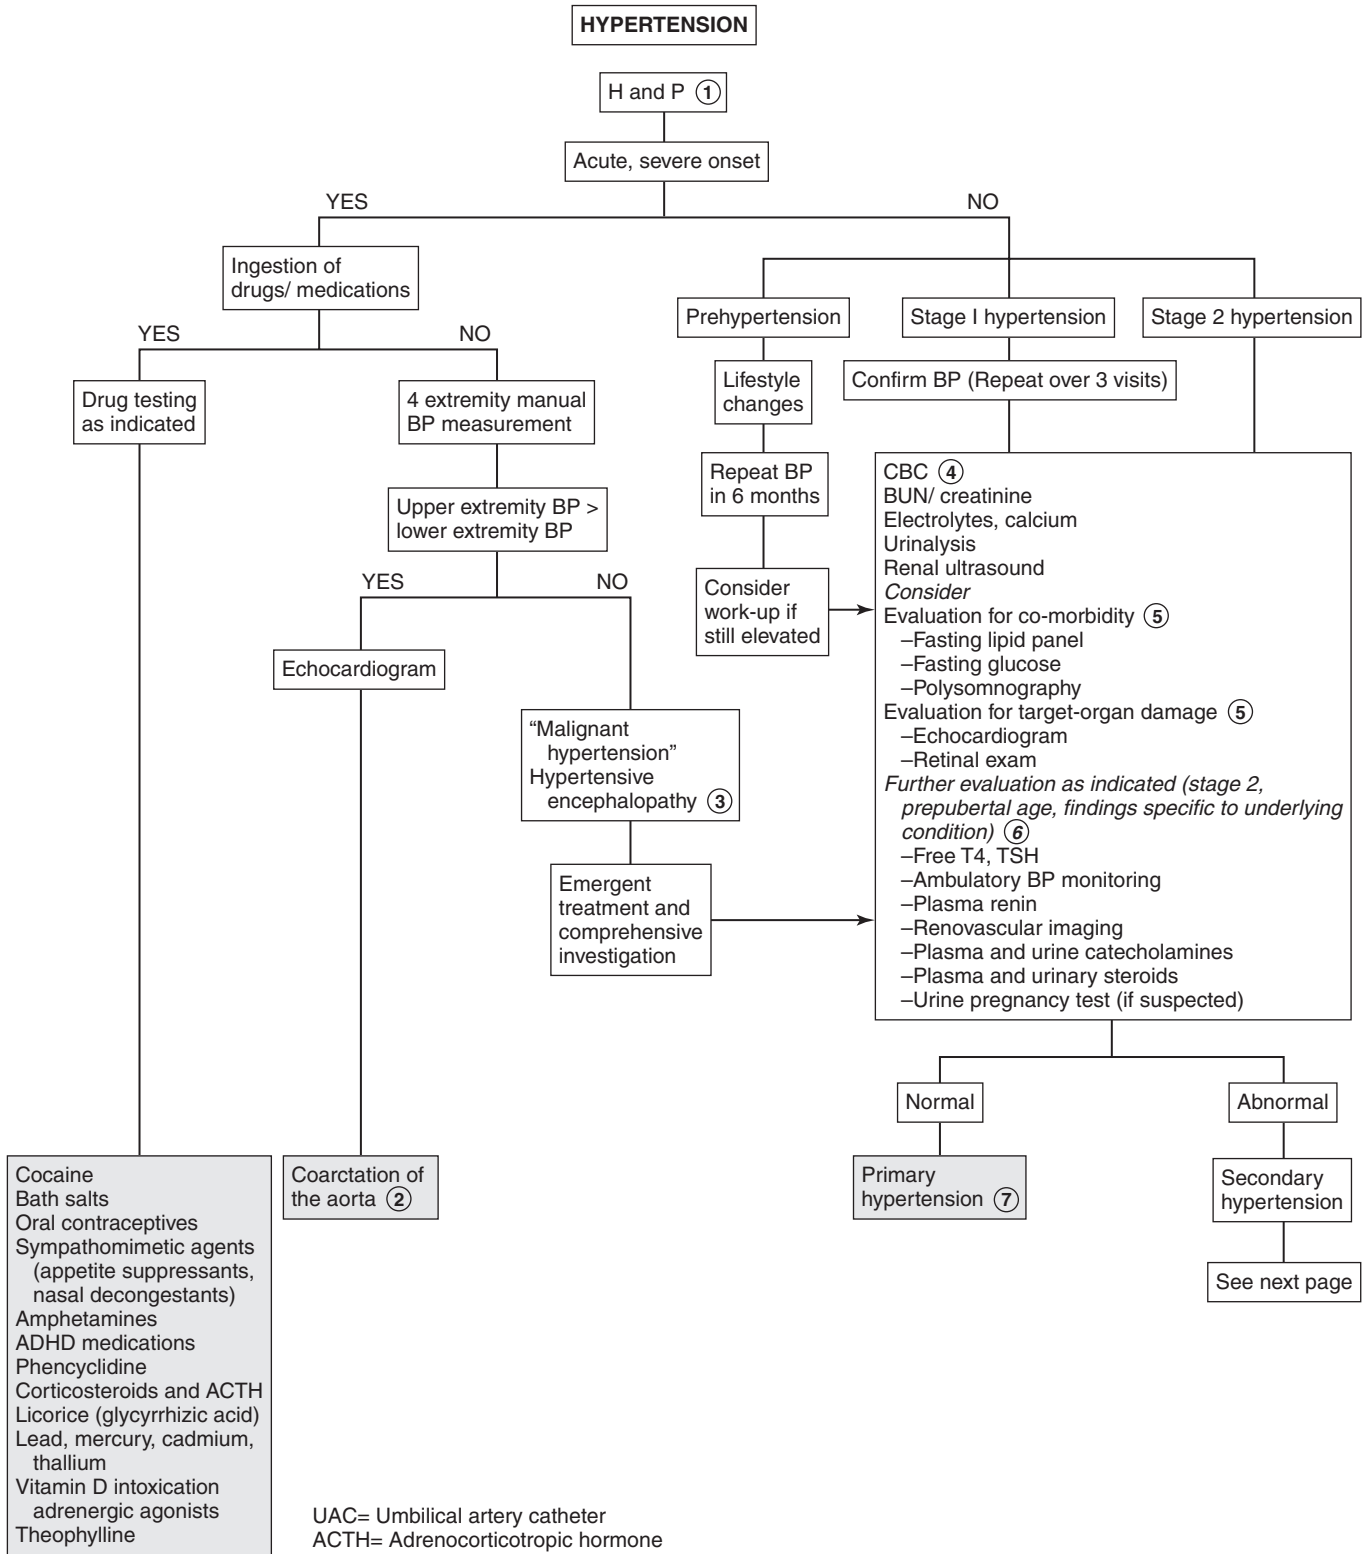 HYPERTENSION
H and P ①
Acute, severe onset
YES
NO
Ingestion of
drugs/ medications
YES
NO
Drug testing
as indicated
4 extremity manual
BP measurement
Upper extremity BP >
lower extremity BP
YES
NO
Echocardiogram
“Malignant
hypertension”
Hypertensive
encephalopathy ③
Emergent
treatment and
comprehensive
investigation
Prehypertension
Stage I hypertension
Stage 2 hypertension
Lifestyle
changes
Confirm BP (Repeat over 3 visits)
Repeat BP
in 6 months
Consider
work-up if
still elevated
CBC ④
BUN/ creatinine
Electrolytes, calcium
Urinalysis
Renal ultrasound
Consider
Evaluation for co-morbidity ⑤
–Fasting lipid panel
–Fasting glucose
–Polysomnography
Evaluation for target-organ damage ⑤
–Echocardiogram
–Retinal exam
Further evaluation as indicated (stage 2,
prepubertal age, findings specific to underlying
condition) ⑥
–Free T4, TSH
–Ambulatory BP monitoring
–Plasma renin
–Renovascular imaging
–Plasma and urine catecholamines
–Plasma and urinary steroids
–Urine pregnancy test (if suspected)
Normal
Abnormal
Cocaine
Bath salts
Oral contraceptives
Sympathomimetic agents
(appetite suppressants,
nasal decongestants)
Amphetamines
ADHD medications
Phencyclidine
Corticosteroids and ACTH
Licorice (glycyrrhizic acid)
Lead, mercury, cadmium,
thallium
Vitamin D intoxication
adrenergic agonists
Theophylline
Coarctation of
the aorta ②
Primary
hypertension ⑦
Secondary
hypertension
See next page
UAC= Umbilical artery catheter
ACTH= Adrenocorticotropic hormone